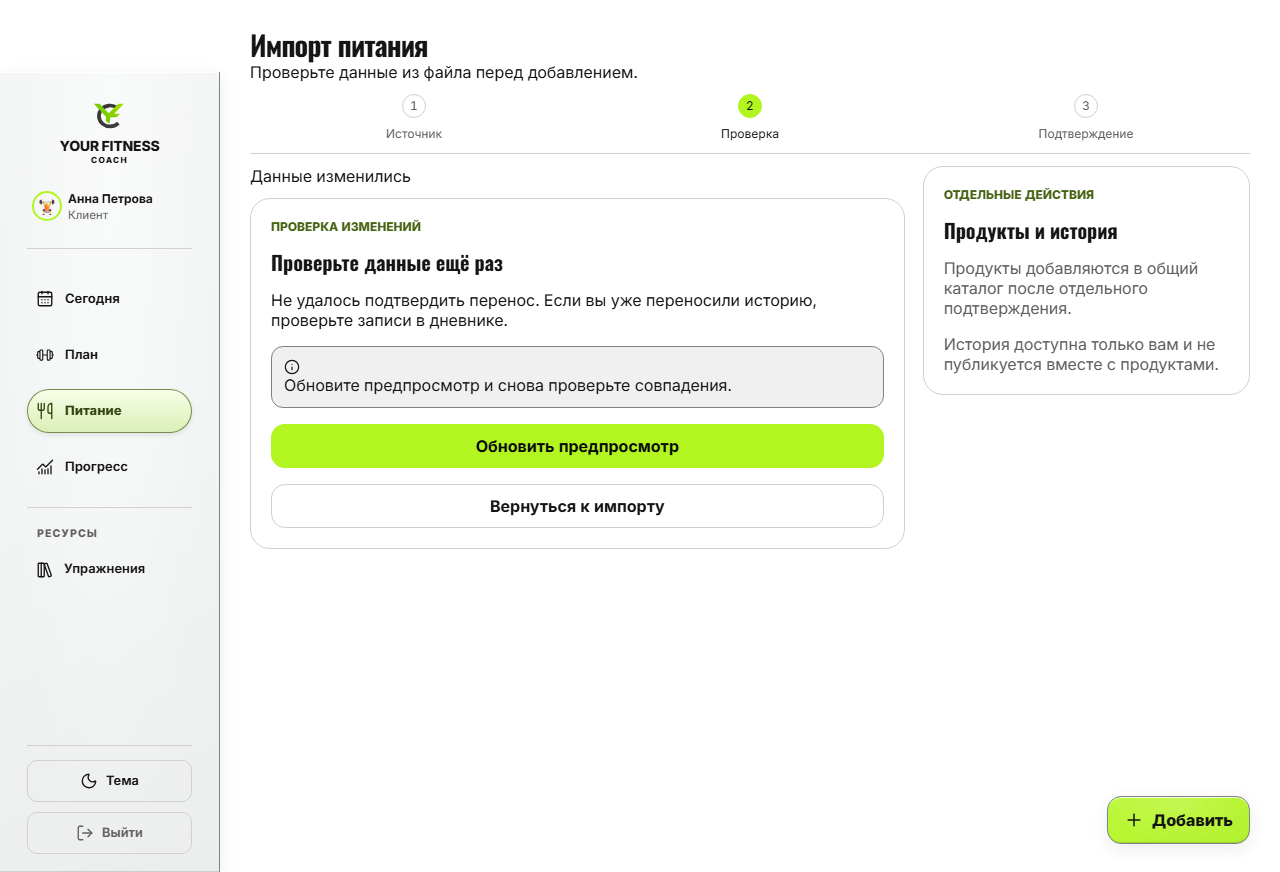 Импорт питания
Проверьте данные из файла перед добавлением.
1
Источник
2
Проверка
3
Подтверждение
YOUR FITNESS
COACH
Анна Петрова
Клиент
Сегодня
План
Питание
Прогресс
РЕСУРСЫ
Упражнения
Тема
Выйти
Данные изменились
ПРОВЕРКА ИЗМЕНЕНИЙ
Проверьте данные ещё раз
Не удалось подтвердить перенос. Если вы уже переносили историю,
проверьте записи в дневнике.
Обновите предпросмотр и снова проверьте совпадения.
Обновить предпросмотр
Вернуться к импорту
ОТДЕЛЬНЫЕ ДЕЙСТВИЯ
Продукты и история
Продукты добавляются в общий
каталог после отдельного
подтверждения.
История доступна только вам и не
публикуется вместе с продуктами.
Добавить